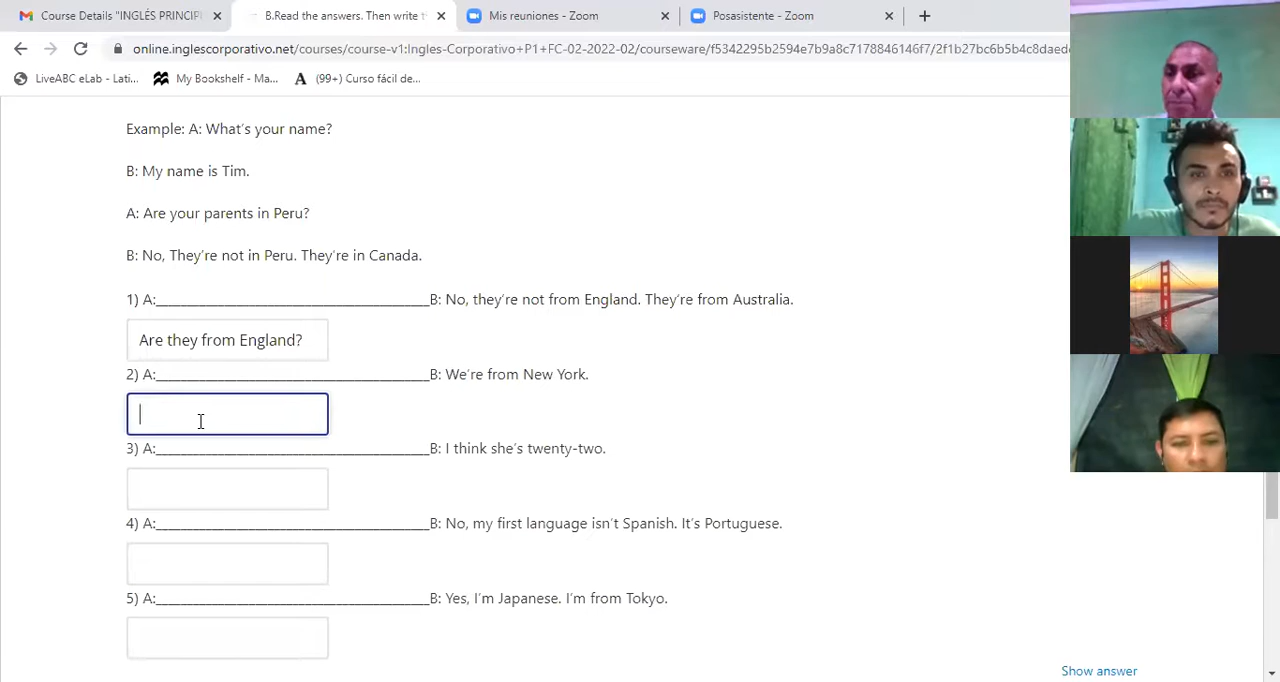 Course Details "INGLÉS PRINCIPI
B.Read the answers. Then write t
Mis reuniones - Zoom
Posasistente - Zoom
online.inglescorporativo.net/courses/course-v1:Ingles-Corporativo+P1+FC-02-2022-02/courseware/f5342295b2594e7b9a8c7178846146f7/2f1b27bc6b5b4c8daed
LiveABC eLab - Lati...
My Bookshelf - Ma...
(99+) Curso fácil de...
Example: A: What's your name?
B: My name is Tim.
A: Are your parents in Peru?
B: No, They're not in Peru. They're in Canada.
1) A:________________________________B: No, they're not from England. They're from Australia.
Are they from England?
2) A:________________________________B: We're from New York.
3) A:________________________________B: I think she's twenty-two.
4) A:________________________________B: No, my first language isn't Spanish. It's Portuguese.
5) A:________________________________B: Yes, I'm Japanese. I'm from Tokyo.
Show answer